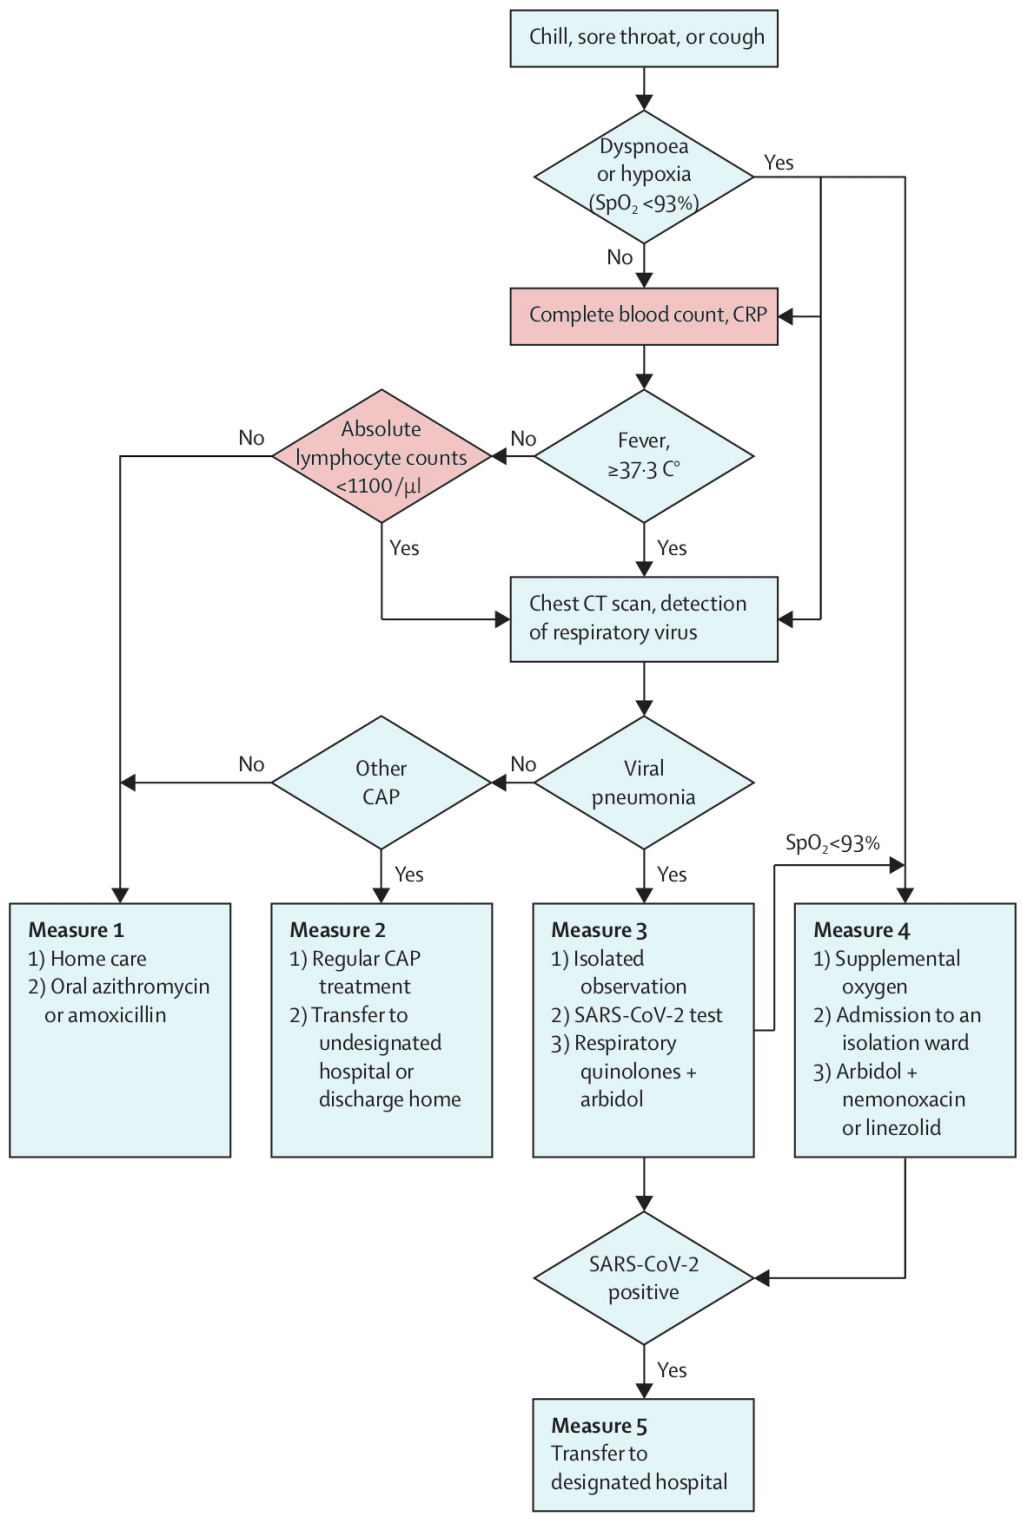 Chill, sore throat, or cough
Dyspnoea
or hypoxia
(SpO₂ <93%)
Yes
No
Complete blood count, CRP
Absolute
lymphocyte counts
<1100/µl
No
No
Fever,
≥37·3 C°
Yes
Yes
Chest CT scan, detection
of respiratory virus
Other
CAP
No
No
Viral
pneumonia
Yes
Yes
SpO₂<93%
Measure 1
1) Home care
2) Oral azithromycin
or amoxicillin
Measure 2
1) Regular CAP
treatment
2) Transfer to
undesignated
hospital or
discharge home
Measure 3
1) Isolated
observation
2) SARS-CoV-2 test
3) Respiratory
quinolones +
arbidol
Measure 4
1) Supplemental
oxygen
2) Admission to an
isolation ward
3) Arbidol +
nemonoxacin
or linezolid
SARS-CoV-2
positive
Yes
Measure 5
Transfer to
designated hospital